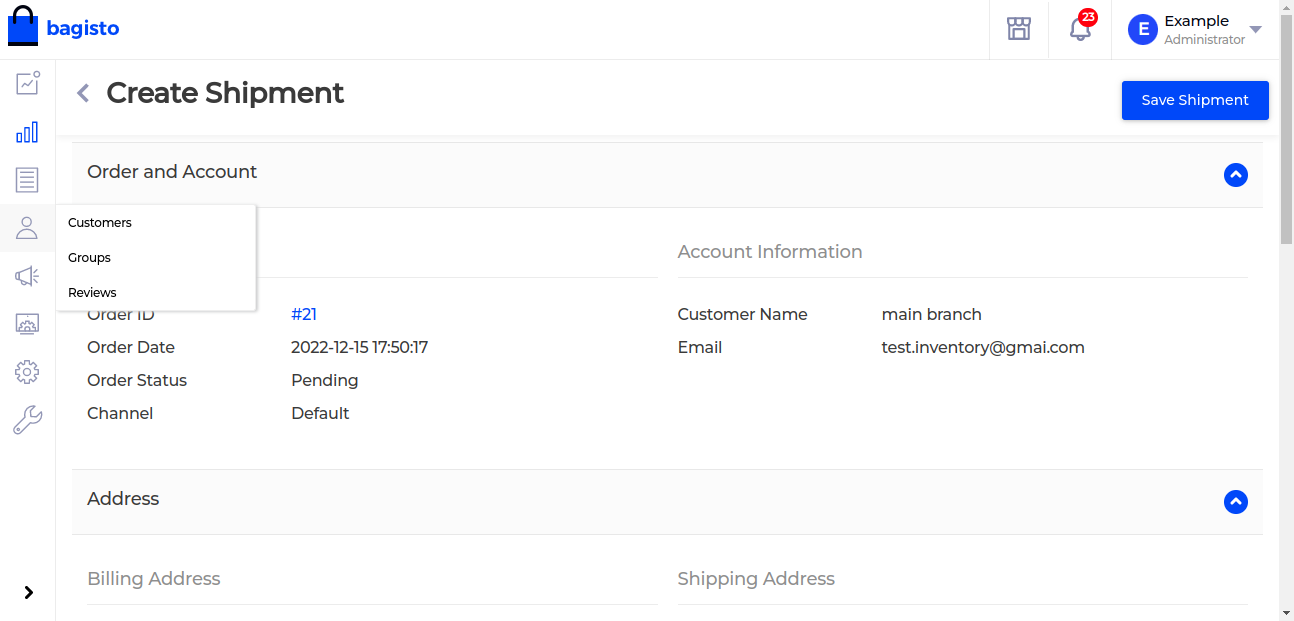 bagisto
23
E
Example
Administrator
Create Shipment
Save Shipment
Order and Account
Customers
Groups
Reviews
Account Information
Order ID #21
Order Date 2022-12-15 17:50:17
Order Status Pending
Channel Default
Customer Name main branch
Email test.inventory@gmai.com
Address
Billing Address
Shipping Address